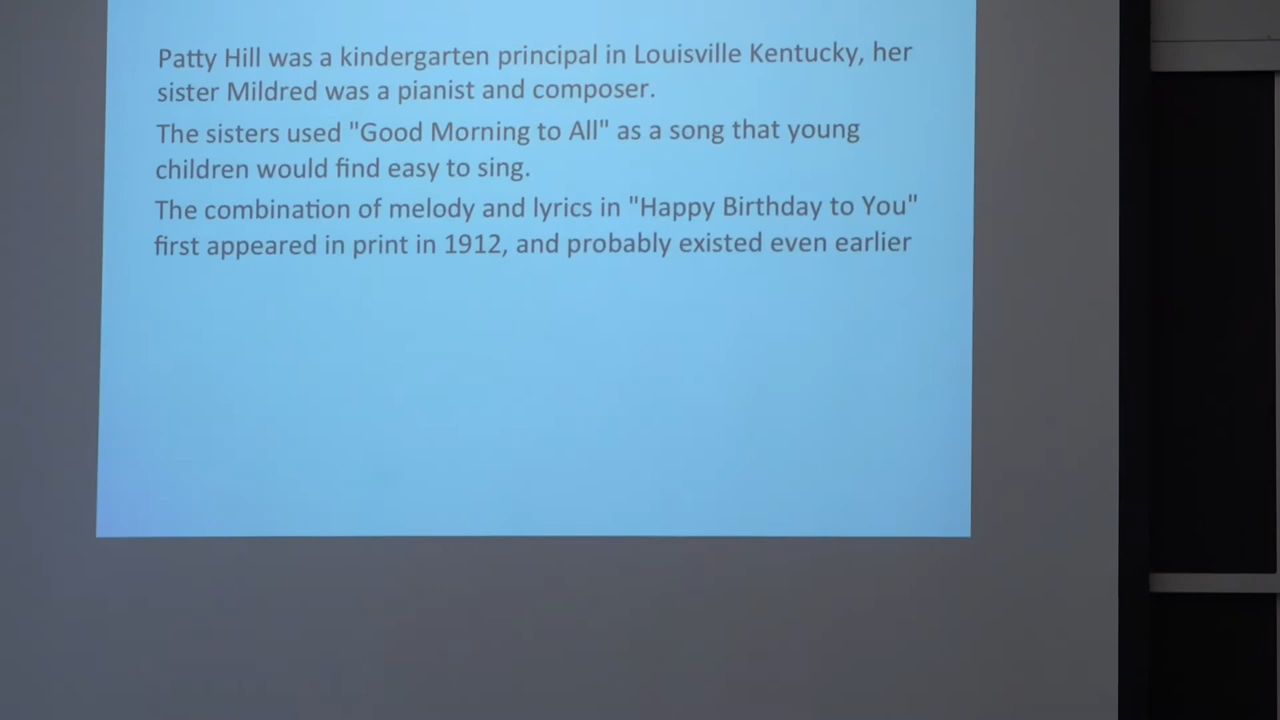 Patty Hill was a kindergarten principal in Louisville Kentucky, her
sister Mildred was a pianist and composer.
The sisters used "Good Morning to All" as a song that young
children would find easy to sing.
The combination of melody and lyrics in "Happy Birthday to You"
first appeared in print in 1912, and probably existed even earlier